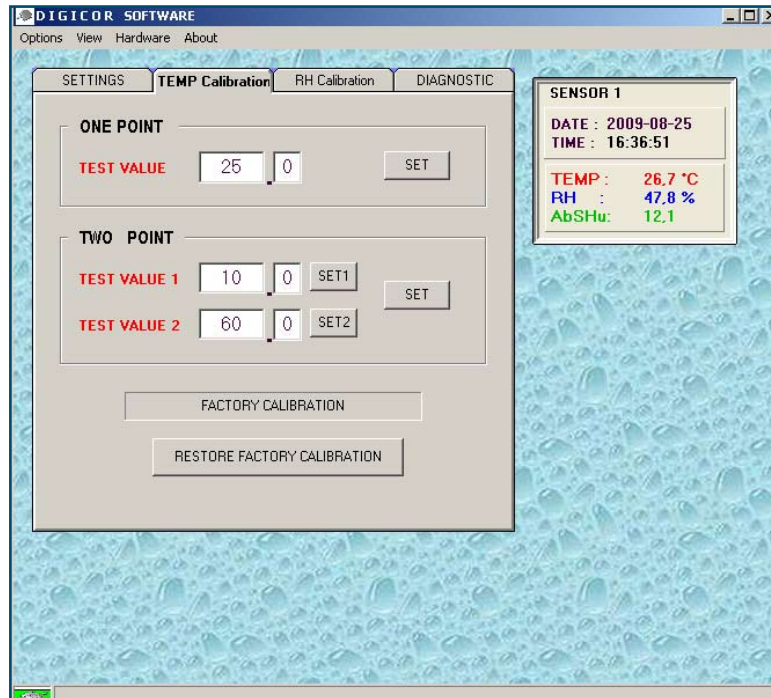 DIGICOR SOFTWARE
Options View Hardware About
SETTINGS TEMP Calibration RH Calibration DIAGNOSTIC
ONE POINT
TEST VALUE 25 . 0 SET
TWO POINT
TEST VALUE 1 10 . 0 SET1
SET
TEST VALUE 2 60 . 0 SET2
FACTORY CALIBRATION
RESTORE FACTORY CALIBRATION
SENSOR 1
DATE : 2009-08-25
TIME : 16:36:51
TEMP : 26,7 °C
RH : 47,8 %
AbSHu: 12,1